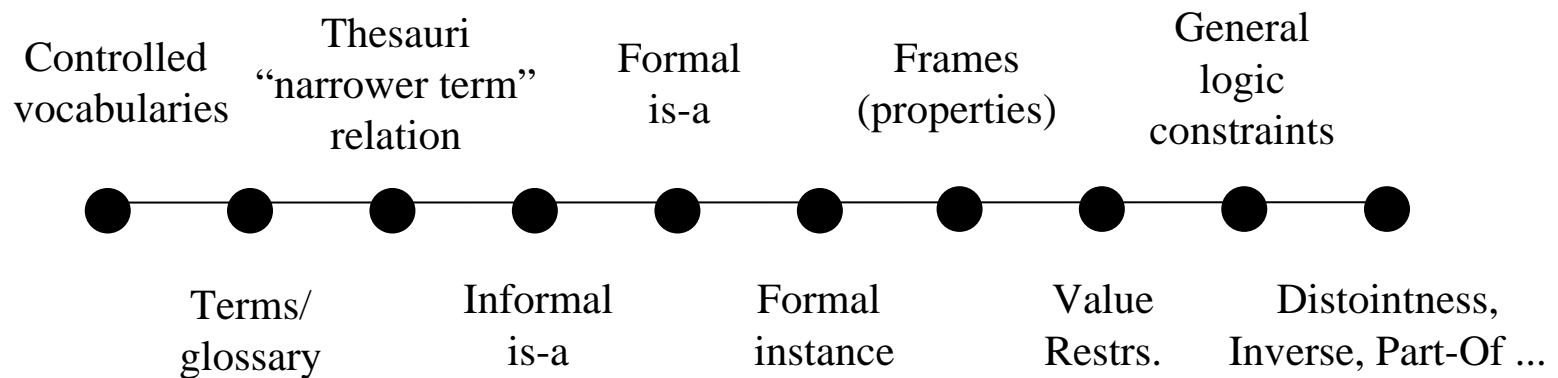 Controlled
vocabularies
Thesauri
“narrower term”
relation
Formal
is-a
Frames
(properties)
General
logic
constraints
Terms/
glossary
Informal
is-a
Formal
instance
Value
Restrs.
Distointness,
Inverse, Part-Of ...